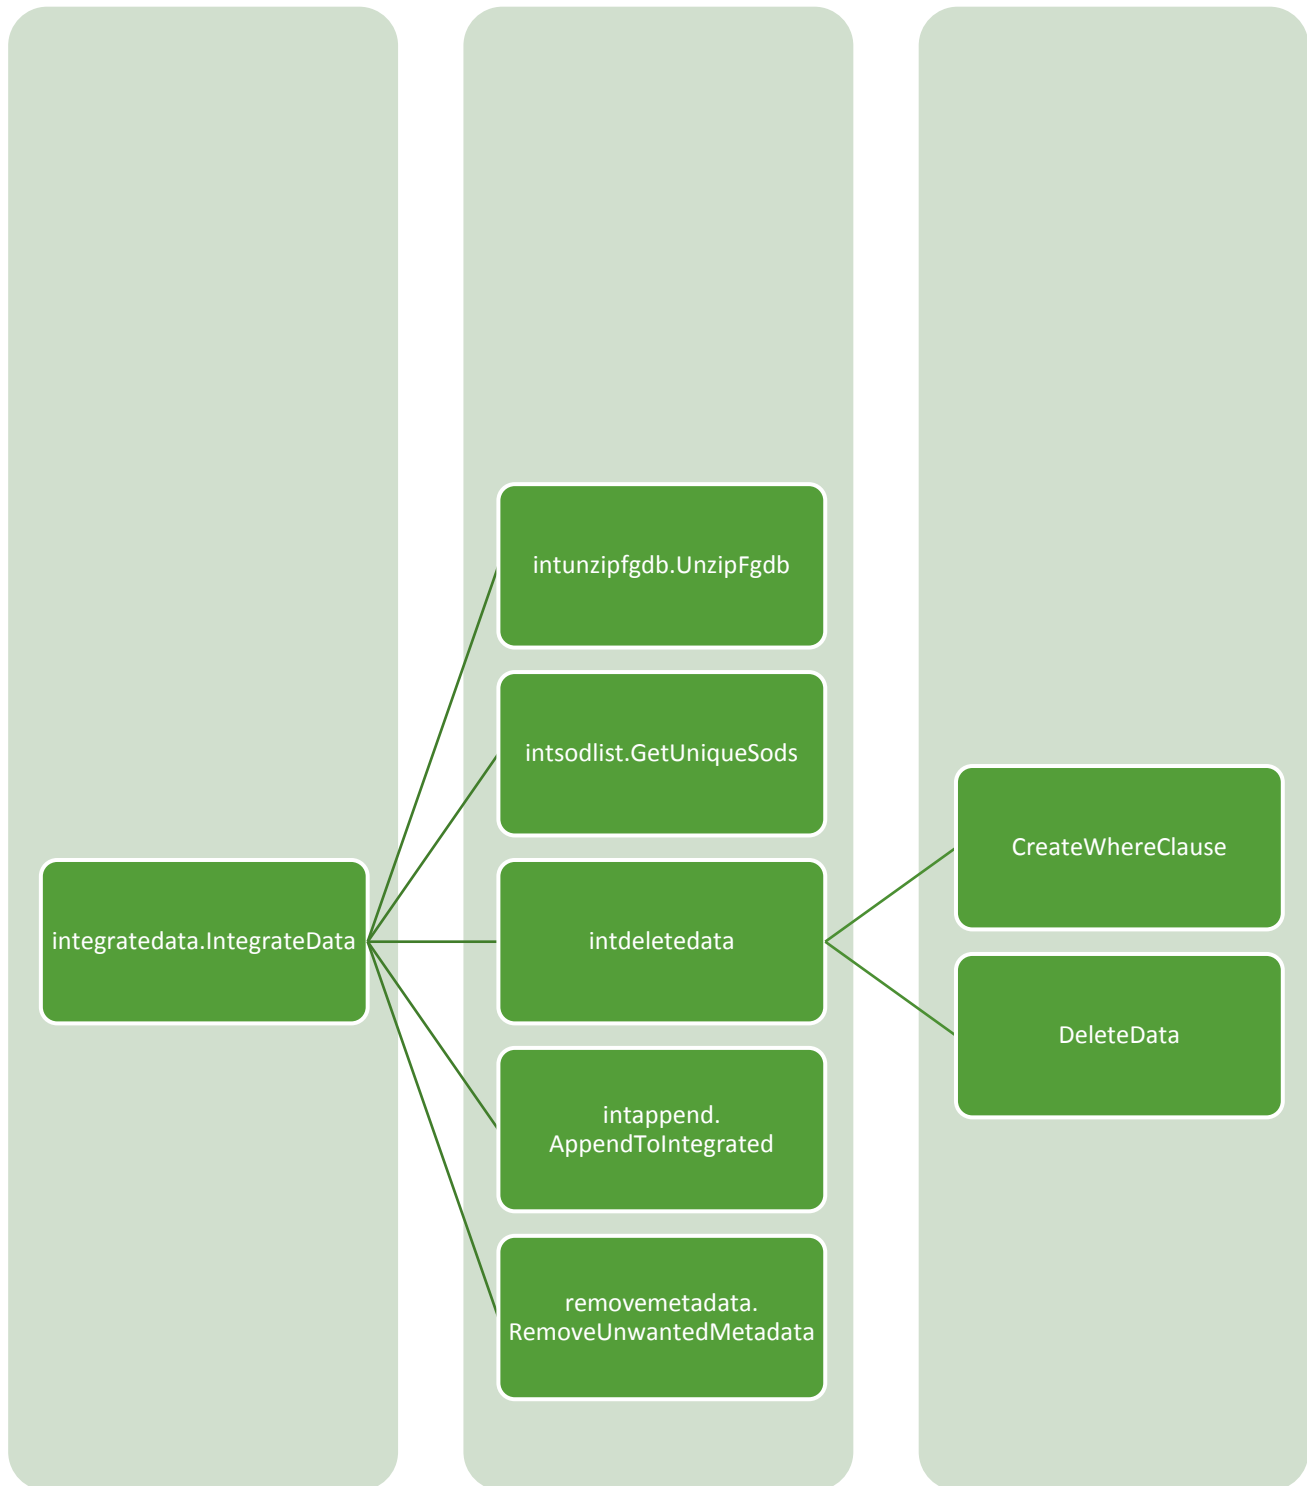 integratedata.IntegrateData
intunzipfgdb.UnzipFgdb
intsodlist.GetUniqueSods
intdeletedata
intappend.
AppendToIntegrated
removemetadata.
RemoveUnwantedMetadata
CreateWhereClause
DeleteData